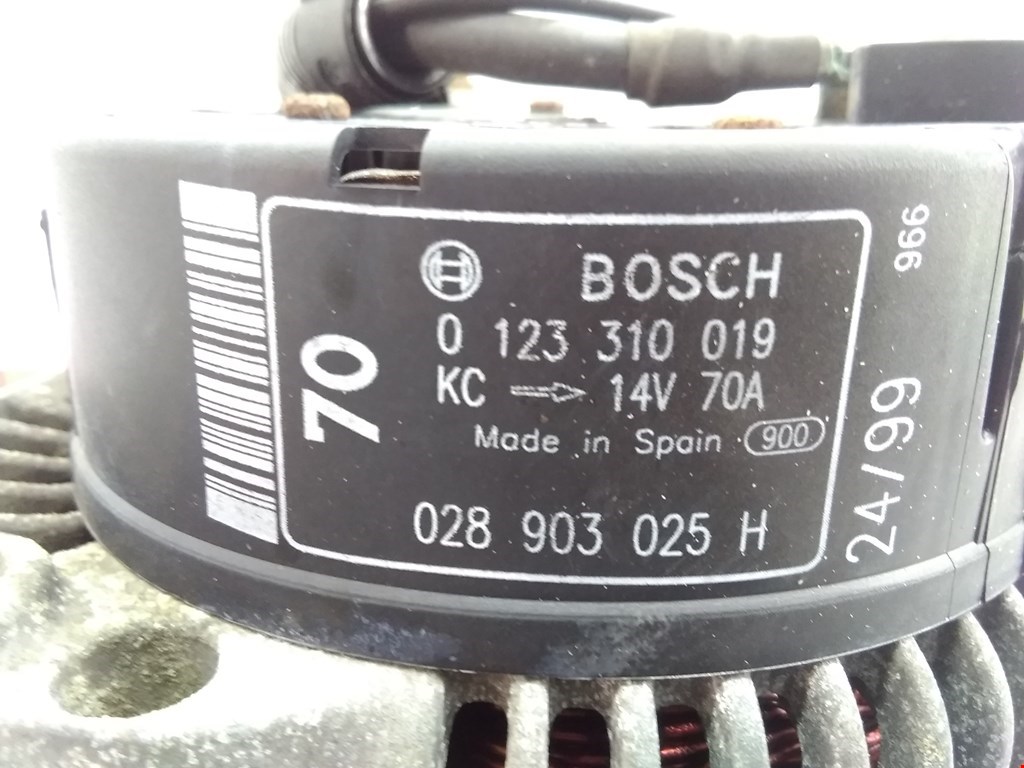 BOSCH
0 123 310 019
KC 14V 70A
Made in Spain 900
028 903 025 H
70
24/99
966